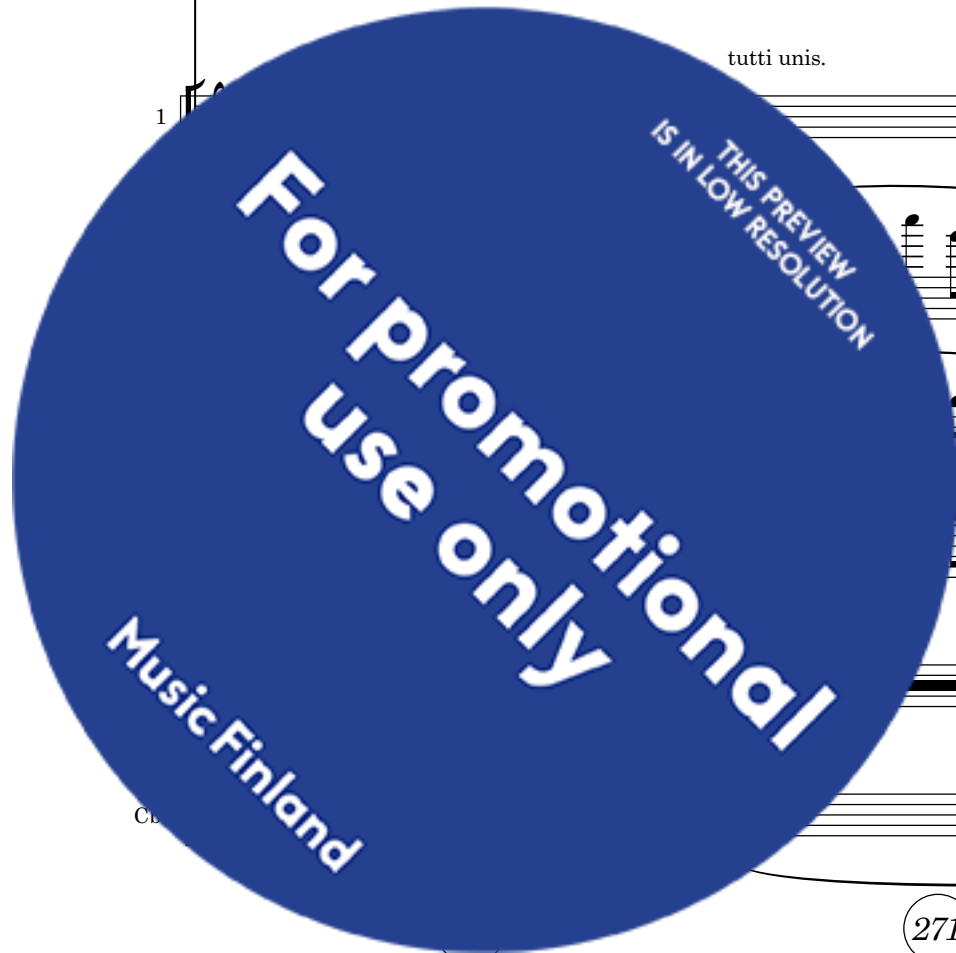 tutti unis.
1
THIS PREVIEW
IS IN LOW RESOLUTION
For promotional
use only
Music Finland
271